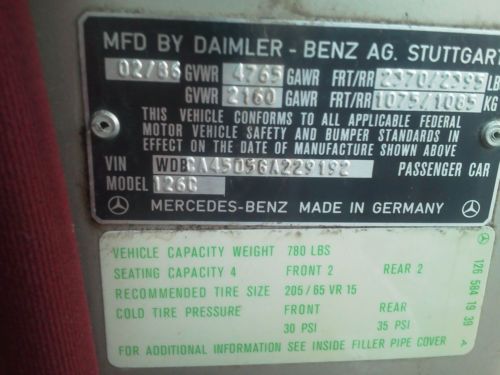 MFD BY DAIMLER - BENZ AG. STUTTGART
02/86 GVWR 4765 GAWR FRT/RR 2370/2395 LB
GVWR 2160 GAWR FRT/RR 1075/1085 KG
THIS VEHICLE CONFORMS TO ALL APPLICABLE FEDERAL
MOTOR VEHICLE SAFETY AND BUMPER STANDARDS IN
EFFECT ON THE DATE OF MANUFACTURE SHOWN ABOVE
VIN WDBCA4505GA229192 PASSENGER CAR
MODEL 126C
MERCEDES-BENZ MADE IN GERMANY
VEHICLE CAPACITY WEIGHT 780 LBS
SEATING CAPACITY 4 FRONT 2 REAR 2
RECOMMENDED TIRE SIZE 205/65 VR 15
COLD TIRE PRESSURE FRONT REAR
30 PSI 35 PSI
FOR ADDITIONAL INFORMATION SEE INSIDE FILLER PIPE COVER
126 584 19 39 A